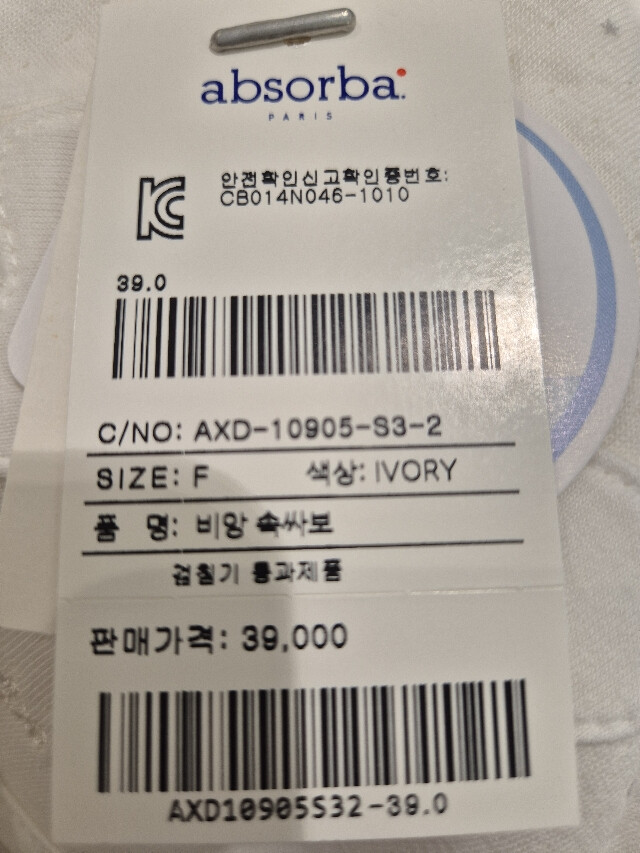 absorba.
PARIS
안전확인신고확인증번호:
CB014N046-1010
39.0
C/NO: AXD-10905-S3-2
SIZE: F 색상: IVORY
품 명: 비앙 속싸보
검침기 통과제품
판매가격: 39,000
AXD10905S32-39.0